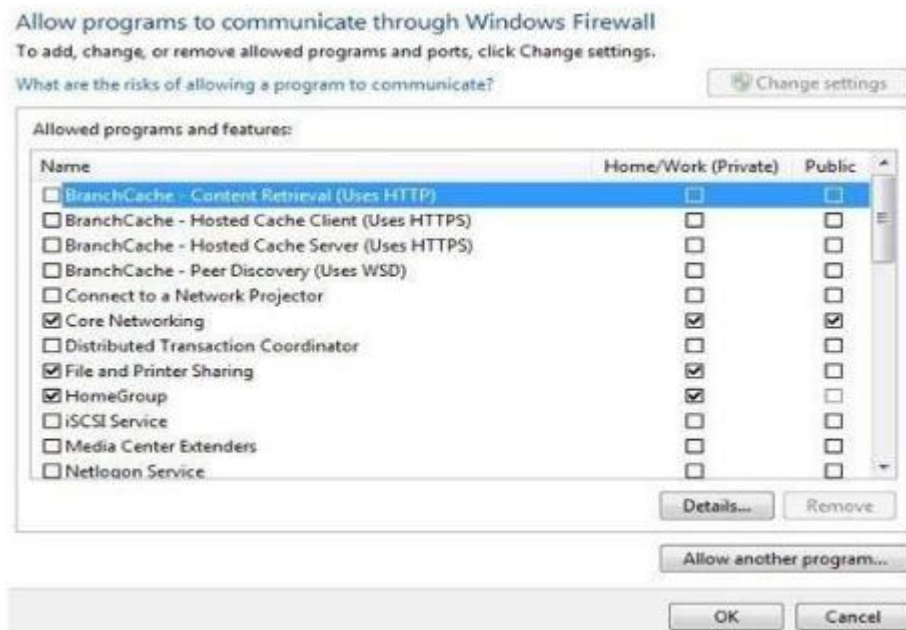 Allow programs to communicate through Windows Firewall
To add, change, or remove allowed programs and ports, click Change settings.
What are the risks of allowing a program to communicate? Change settings
Allowed programs and features:
Name Home/Work (Private) Public
BranchCache - Content Retrieval (Uses HTTP)
BranchCache - Hosted Cache Client (Uses HTTPS)
BranchCache - Hosted Cache Server (Uses HTTPS)
BranchCache - Peer Discovery (Uses WSD)
Connect to a Network Projector
Core Networking
Distributed Transaction Coordinator
File and Printer Sharing
HomeGroup
iSCSI Service
Media Center Extenders
Netlogon Service
Details... Remove
Allow another program...
OK Cancel